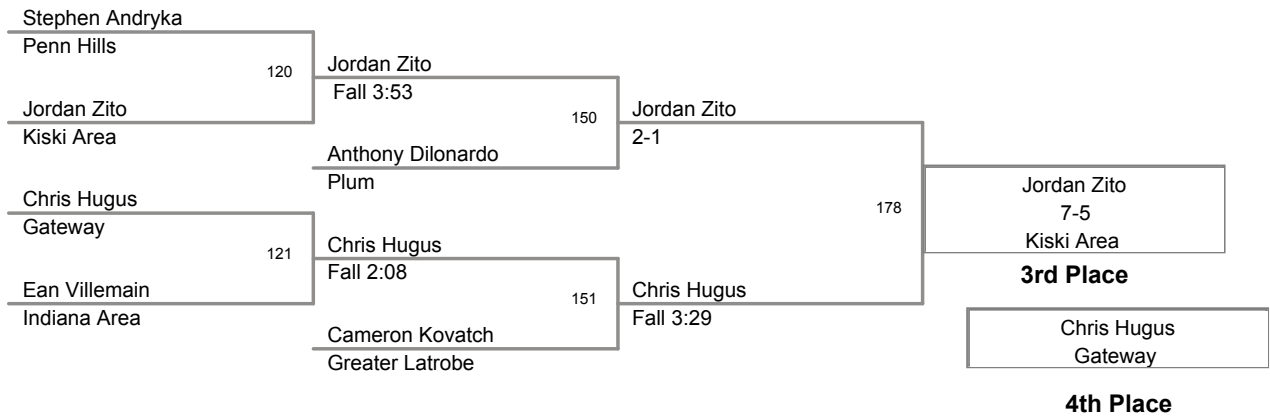 Stephen Andryka
Penn Hills
120
Jordan Zito
Fall 3:53
Jordan Zito
Kiski Area
150
Jordan Zito
2-1
Anthony Dilonardo
Plum
Chris Hugus
Gateway
121
Chris Hugus
Fall 2:08
Ean Villemain
Indiana Area
151
Chris Hugus
Fall 3:29
Cameron Kovatch
Greater Latrobe
178
Jordan Zito
7-5
Kiski Area
3rd Place
Chris Hugus
Gateway
4th Place